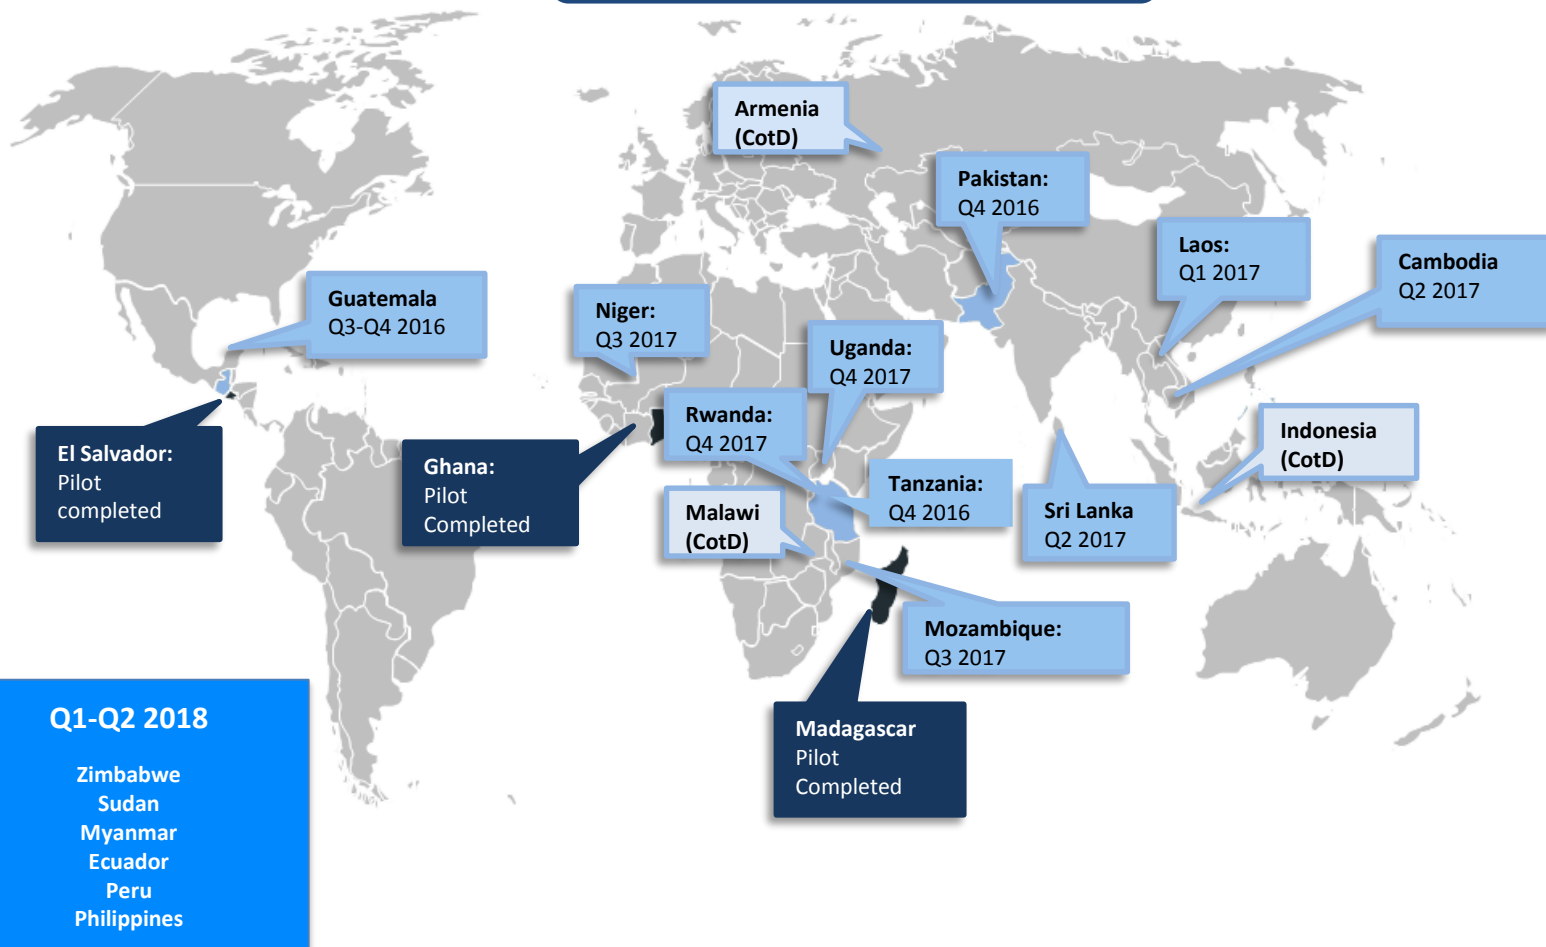 Armenia
(CotD)
Pakistan:
Q4 2016
Laos:
Q1 2017
Cambodia
Q2 2017
Guatemala
Q3-Q4 2016
Niger:
Q3 2017
Uganda:
Q4 2017
Rwanda:
Q4 2017
El Salvador:
Pilot
completed
Ghana:
Pilot
Completed
Indonesia
(CotD)
Tanzania:
Q4 2016
Malawi
(CotD)
Sri Lanka
Q2 2017
Mozambique:
Q3 2017
Madagascar
Pilot
Completed
Q1-Q2 2018
Zimbabwe
Sudan
Myanmar
Ecuador
Peru
Philippines